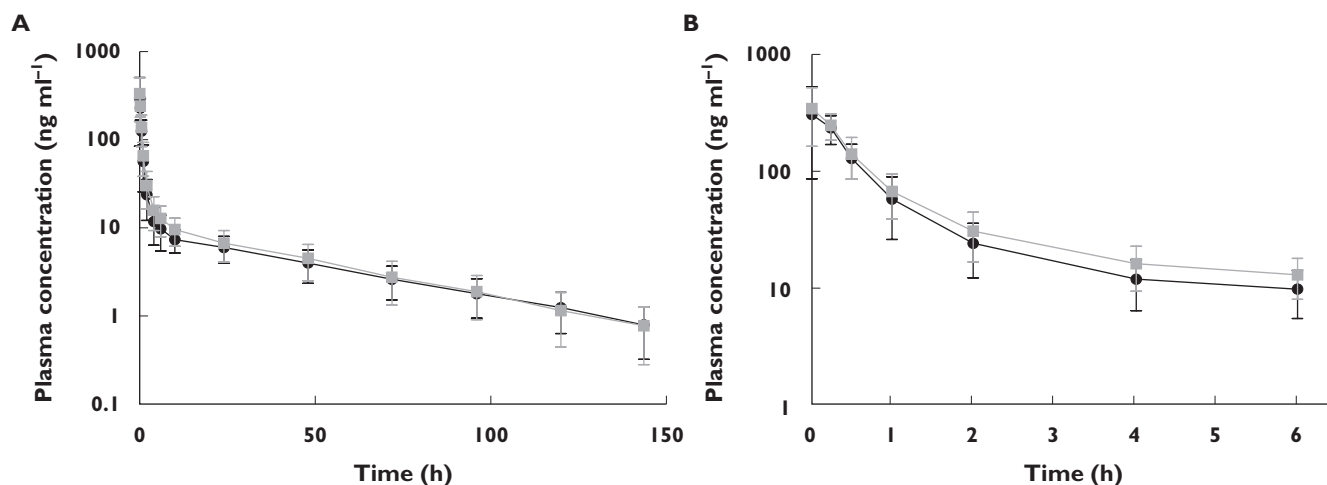 A
Plasma concentration (ng ml⁻¹)
1000
100
10
1
0.1
0 50 100 150
Time (h)
B
Plasma concentration (ng ml⁻¹)
1000
100
10
1
0 1 2 3 4 5 6
Time (h)